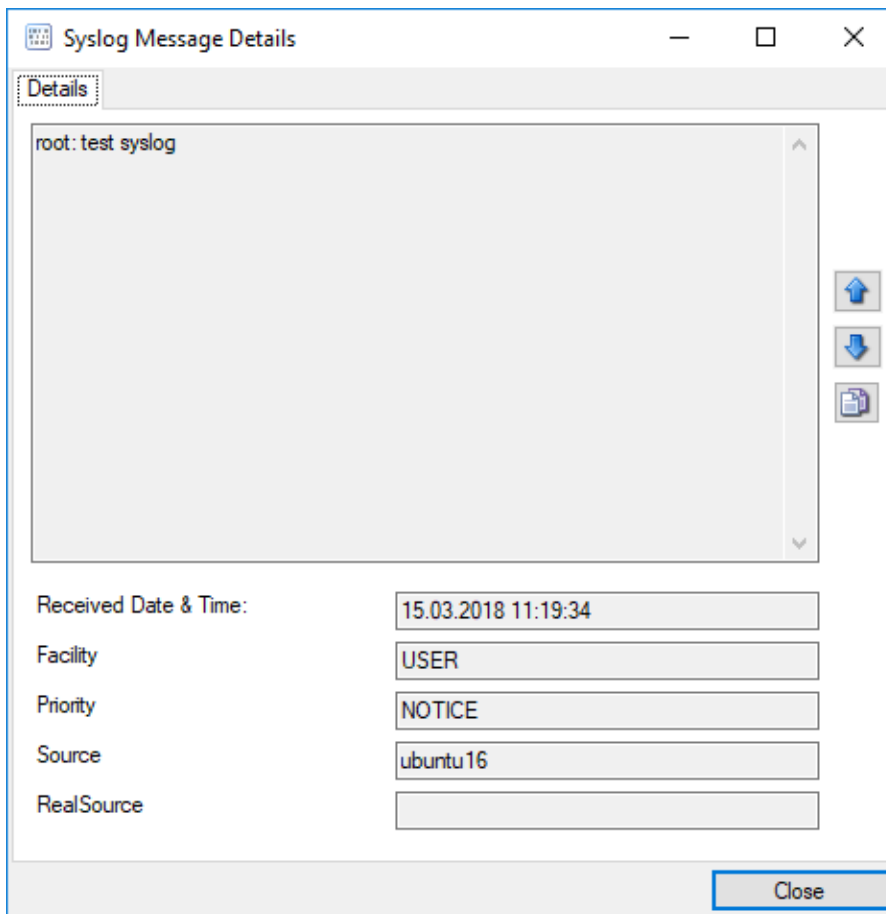 Syslog Message Details
Details
root: test syslog
Received Date & Time: 15.03.2018 11:19:34
Facility USER
Priority NOTICE
Source ubuntu16
RealSource
Close